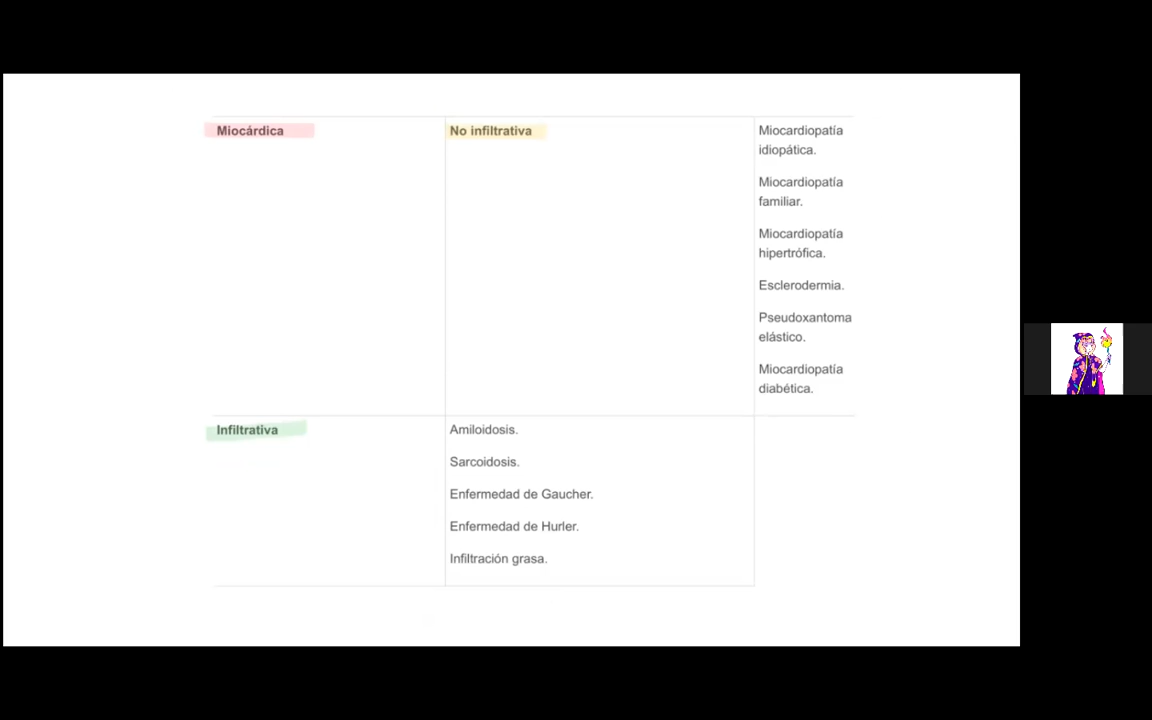 Miocárdica
No infiltrativa
Miocardiopatía
idiopática.
Miocardiopatía
familiar.
Miocardiopatía
hipertrófica.
Esclerodermia.
Pseudoxantoma
elástico.
Miocardiopatía
diabética.
Infiltrativa
Amiloidosis.
Sarcoidosis.
Enfermedad de Gaucher.
Enfermedad de Hurler.
Infiltración grasa.